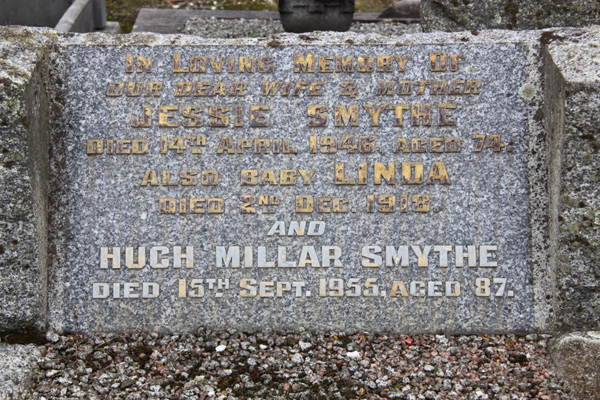 IN LOVING MEMORY OF
OUR DEAR WIFE & MOTHER
JESSIE SMYTHE
DIED 14TH APRIL 1946. AGED 74.
ALSO BABY LINDA
DIED 2ND DEC. 1918.
AND
HUGH MILLAR SMYTHE
DIED 15TH SEPT. 1955, AGED 87.